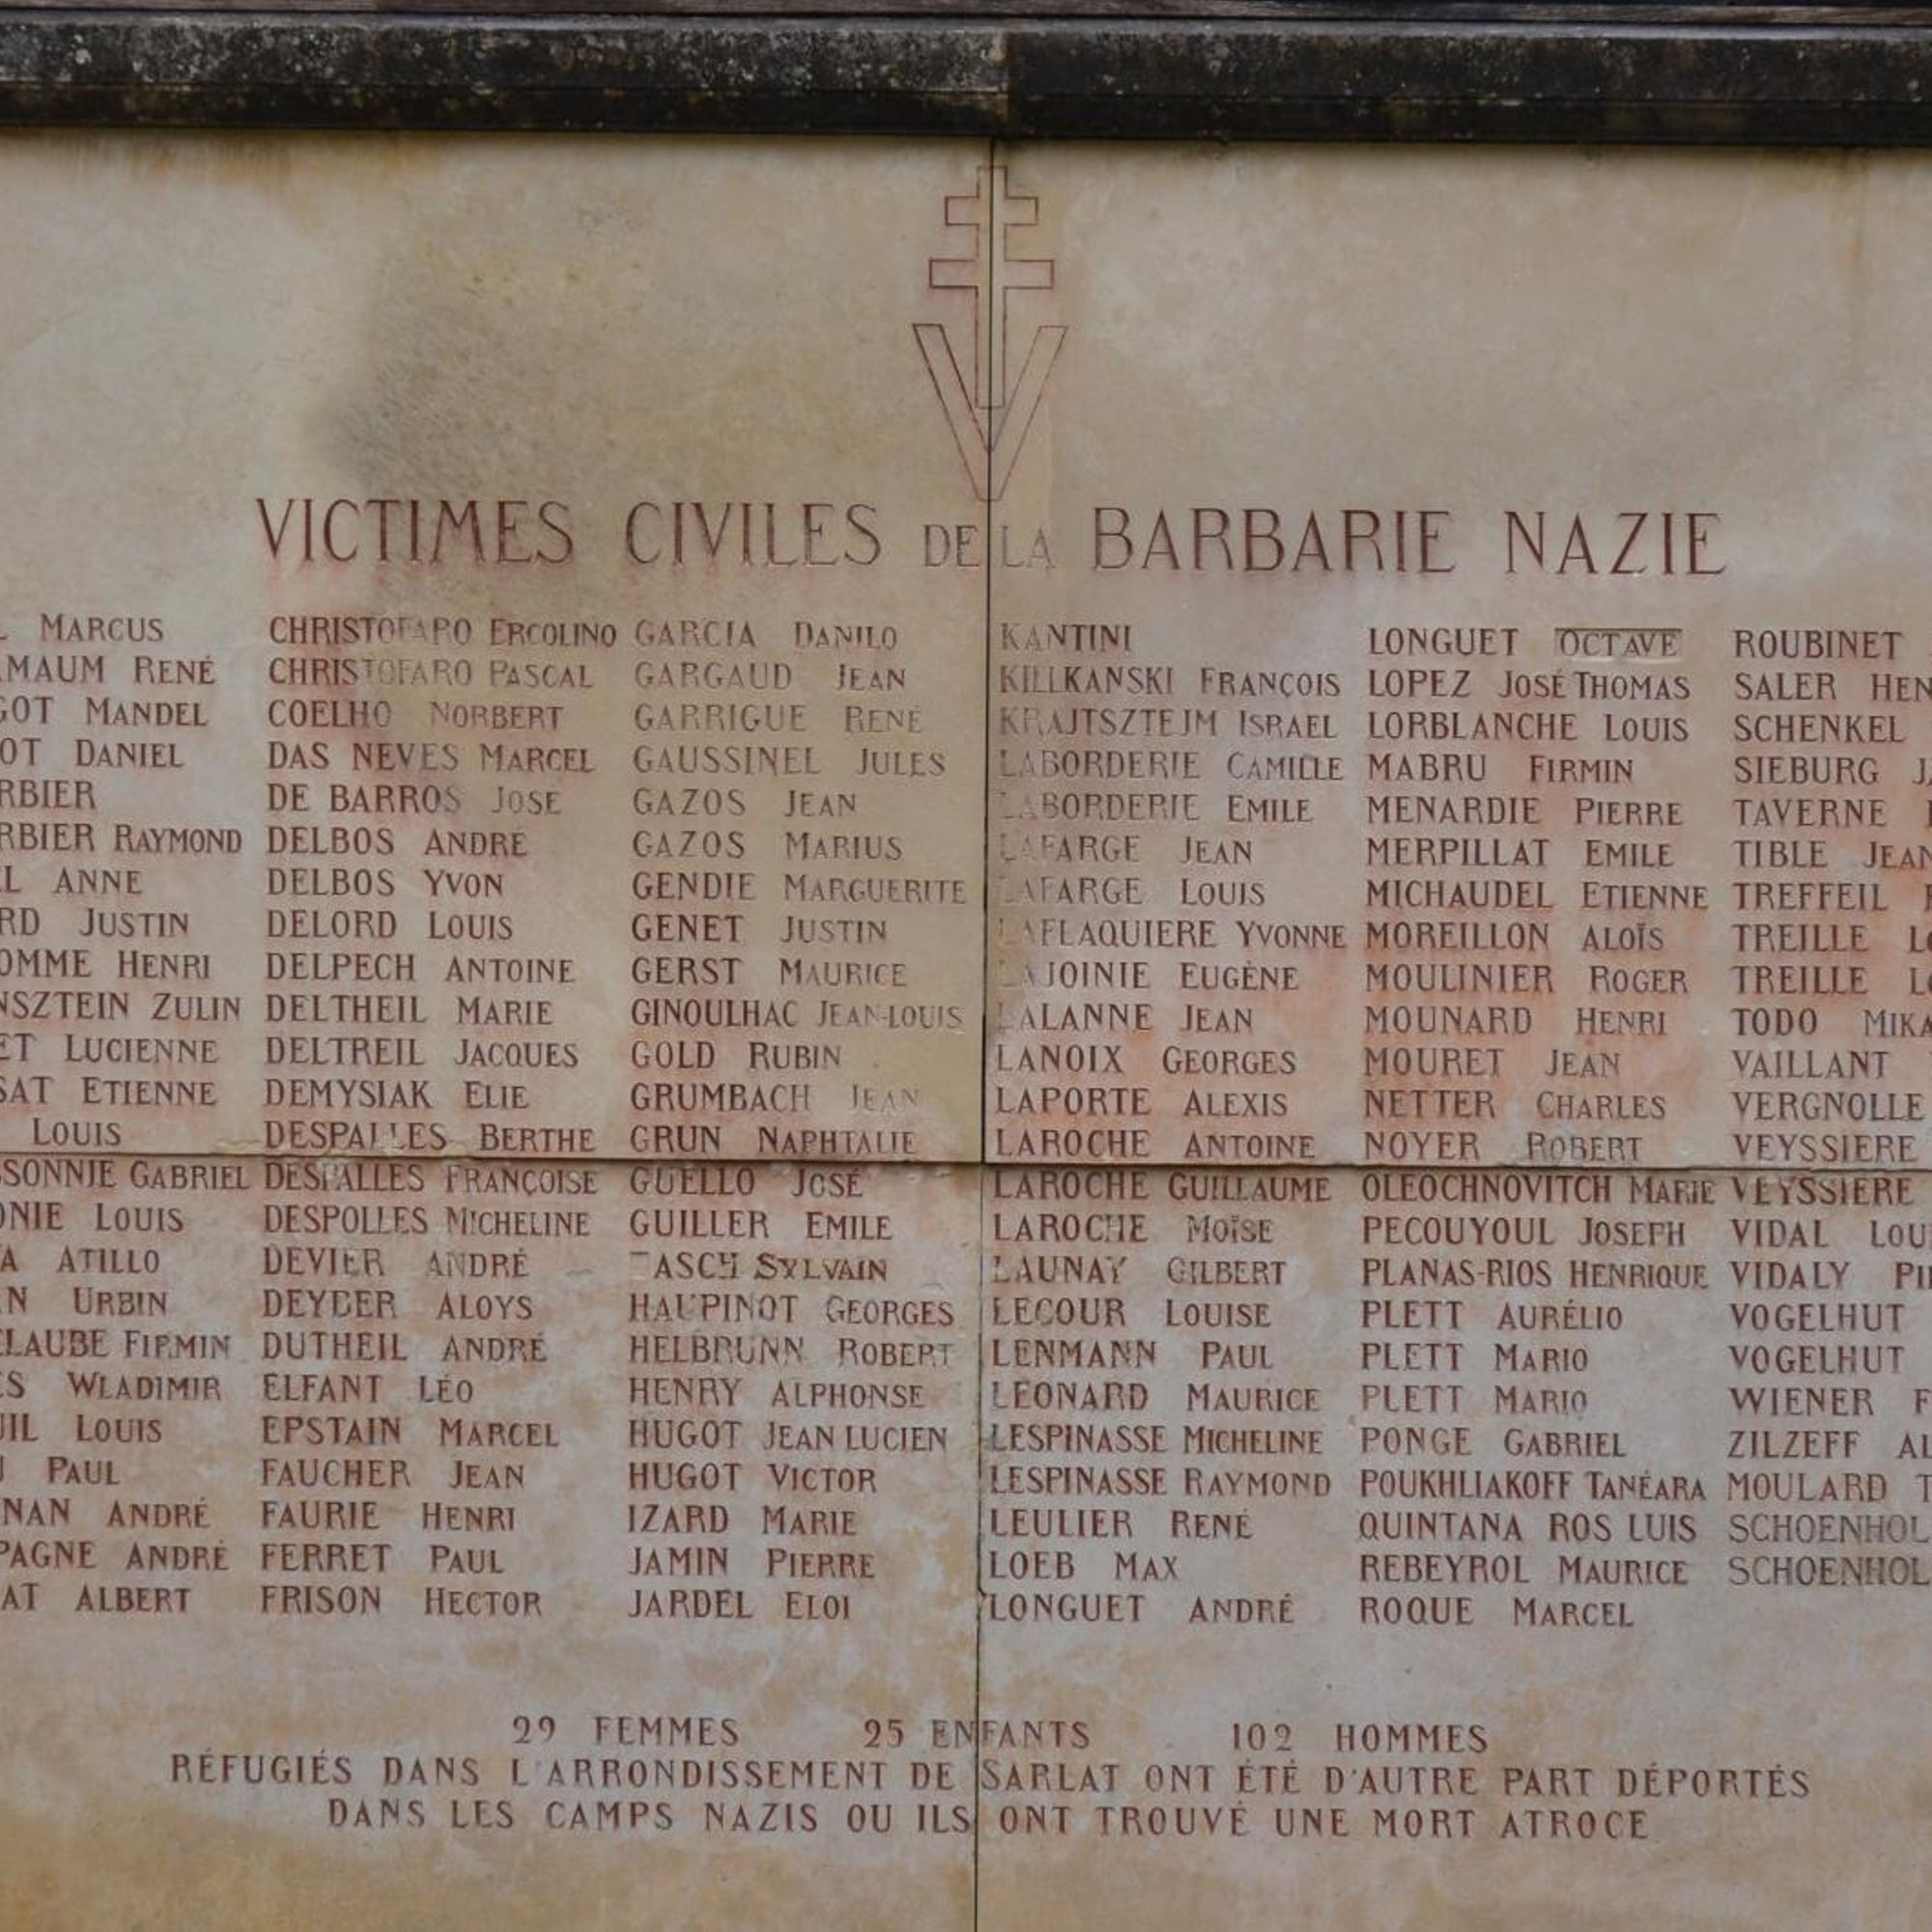 VICTIMES CIVILES DE LA BARBARIE NAZIE
MARCUS CHRISTOFARO ERCOLINO GARCIA DANILO KANTINI LONGUET OCTAVE ROUBINET
MAUM RENÉ CHRISTOFARO PASCAL GARGAUD JEAN KILLKANSKI FRANÇOIS LOPEZ JOSÉ THOMAS SALER HEN
GOT MANDEL COELHO NORBERT GARRIGUE RENÉ KRAJTSZTEJM ISRAEL LORBLANCHE LOUIS SCHENKEL
OT DANIEL DAS NEVES MARCEL GAUSSINEL JULES LABORDERIE CAMILLE MABRU FIRMIN SIEBURG
RBIER DE BARROS JOSE GAZOS JEAN LABORDERIE EMILE MENARDIE PIERRE TAVERNE
RBIER RAYMOND DELBOS ANDRÉ GAZOS MARIUS LAFARGE JEAN MERPILLAT EMILE TIBLE JEAN
L ANNE DELBOS YVON GENDIE MARGUERITE LAFARGE LOUIS MICHAUDEL ETIENNE TREFFEIL
RD JUSTIN DELORD LOUIS GENET JUSTIN LAFLAQUIERE YVONNE MOREILLON ALOÏS TREILLE
OMME HENRI DELPECH ANTOINE GERST MAURICE LAJOINIE EUGÈNE MOULINIER ROGER TREILLE
NSZTEIN ZULIN DELTHEIL MARIE GINOULHAC JEAN-LOUIS LALANNE JEAN MOUNARD HENRI TODO MIKA
ET LUCIENNE DELTREIL JACQUES GOLD RUBIN LANOIX GEORGES MOURET JEAN VAILLANT
SAT ETIENNE DEMYSIAK ELIE GRUMBACH JEAN LAPORTE ALEXIS NETTER CHARLES VERGNOLLE
LOUIS DESPALLES BERTHE GRUN NAPHTALIE LAROCHE ANTOINE NOYER ROBERT VEYSSIERE
SSONNIE GABRIEL DESPALLES FRANÇOISE GUELLO JOSÉ LAROCHE GUILLAUME OLEOCHNOVITCH MARIE VEYSSIERE
ONIE LOUIS DESPOLLES MICHELINE GUILLER EMILE LAROCHE MOÏSE PECOUYOUL JOSEPH VIDAL LOU
A ATILLO DEVIER ANDRÉ ASCH SYLVAIN LAUNAY GILBERT PLANAS-RIOS HENRIQUE VIDALY
N URBIN DEYBER ALOYS HAUPINOT GEORGES LECOUR LOUISE PLETT AURÉLIO VOGELHUT
LAUBE FIRMIN DUTHEIL ANDRÉ HELBRUNN ROBERT LENMANN PAUL PLETT MARIO VOGELHUT
ES WLADIMIR ELFANT LÉO HENRY ALPHONSE LEONARD MAURICE PLETT MARIO WIENER F
UIL LOUIS EPSTAIN MARCEL HUGOT JEAN LUCIEN LESPINASSE MICHELINE PONGE GABRIEL ZILZEFF AL
PAUL FAUCHER JEAN HUGOT VICTOR LESPINASSE RAYMOND POUKHLIAKOFF TANÉARA MOULARD T
NAN ANDRÉ FAURIE HENRI IZARD MARIE LEULIER RENÉ QUINTANA ROS LUIS SCHOENHOL
PAGNE ANDRÉ FERRET PAUL JAMIN PIERRE LOEB MAX REBEYROL MAURICE SCHOENHOL
AT ALBERT FRISON HECTOR JARDEL ELOI LONGUET ANDRÉ ROQUE MARCEL
29 FEMMES 25 ENFANTS 102 HOMMES
RÉFUGIÉS DANS L'ARRONDISSEMENT DE SARLAT ONT ÉTÉ D'AUTRE PART DÉPORTÉS
DANS LES CAMPS NAZIS OU ILS ONT TROUVÉ UNE MORT ATROCE